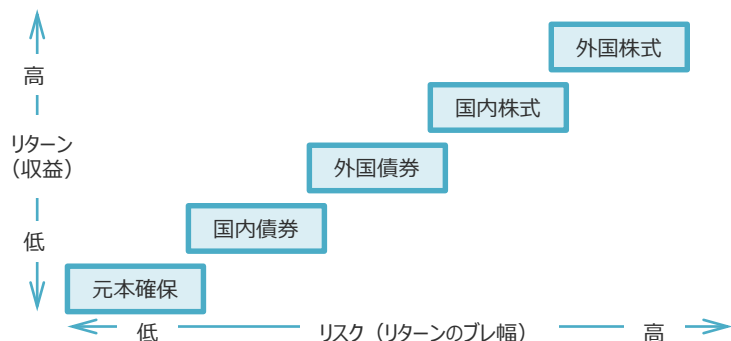 外国株式
高
国内株式
リターン
（収益）
外国債券
国内債券
低
元本確保
低 リスク（リターンのブレ幅） 高